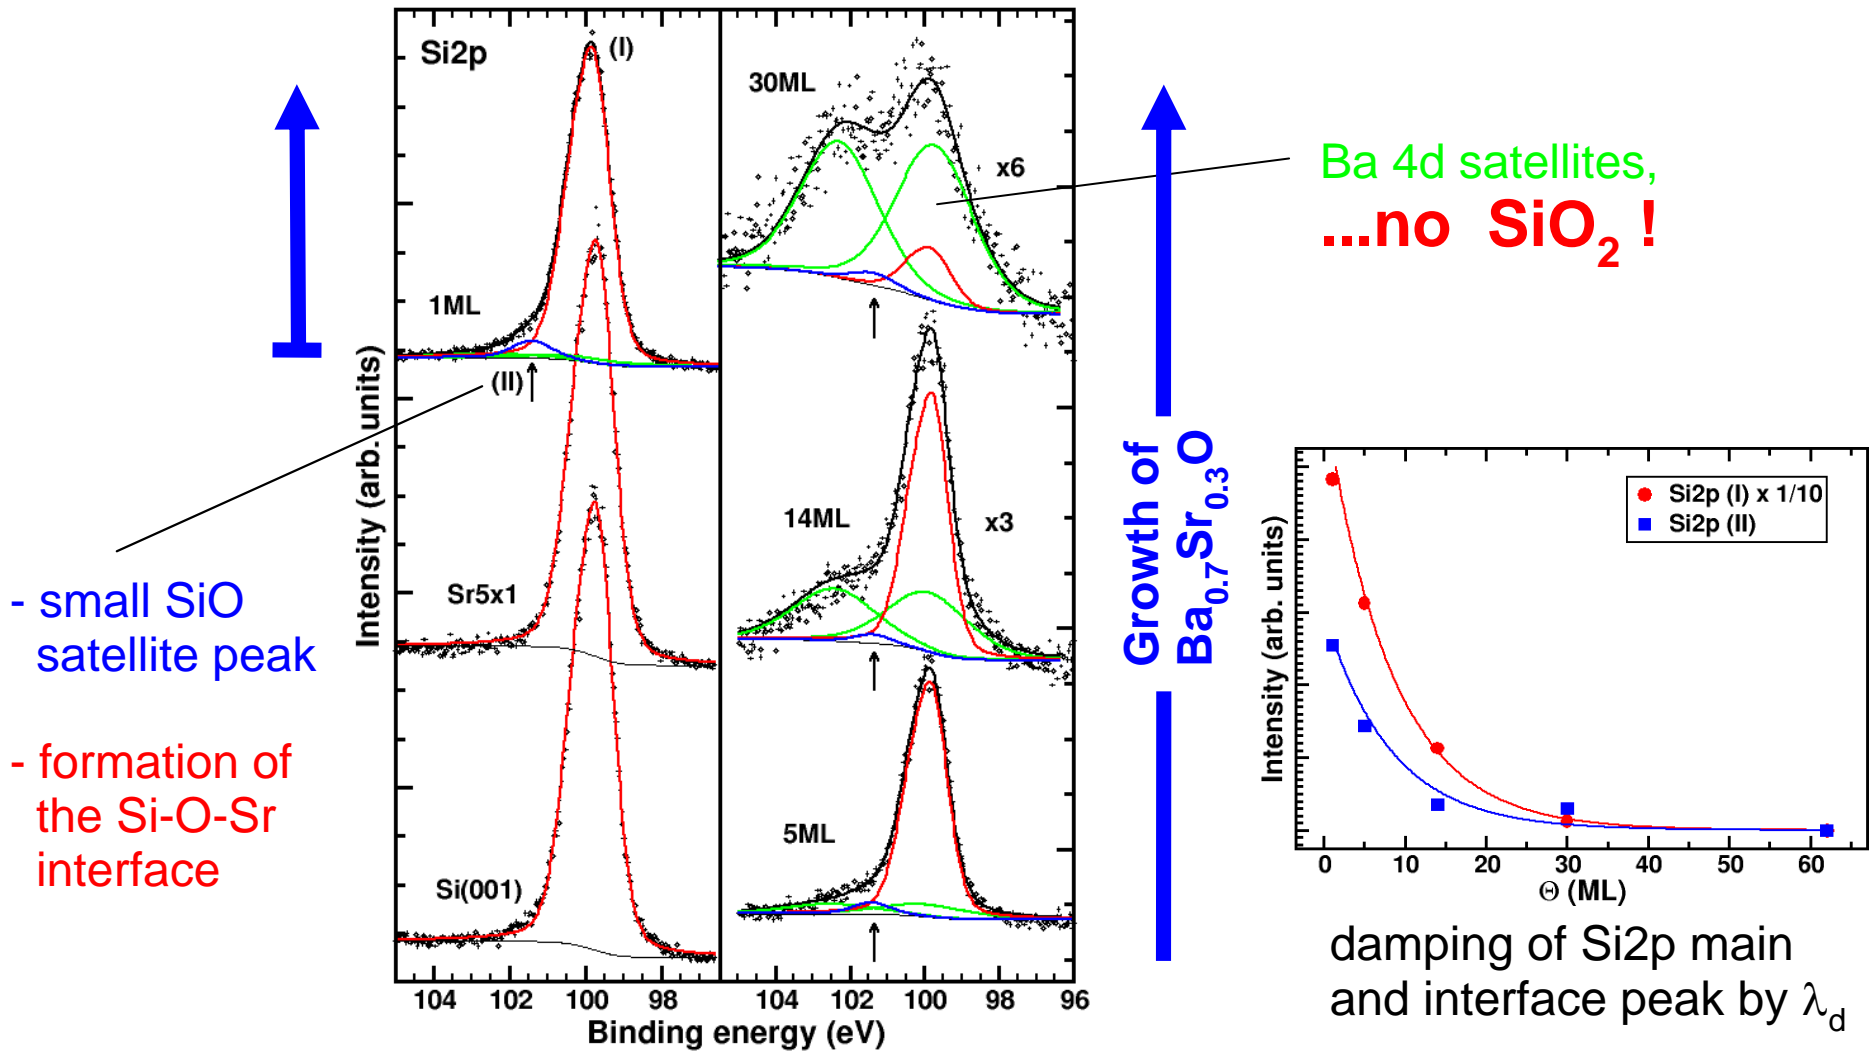 Si2p
(I)
1ML
(II)
Sr5x1
Si(001)
Intensity (arb. units)
104 102 100 98
30ML
x6
14ML
x3
5ML
104 102 100 98 96
Binding energy (eV)
- small SiO
satellite peak
- formation of
the Si-O-Sr
interface
Growth of
Ba0.7Sr0.3O
Ba 4d satellites,
...no SiO2 !
Si2p (I) x 1/10
Si2p (II)
Intensity (arb. units)
0 10 20 30 40 50 60
Θ (ML)
damping of Si2p main
and interface peak by λd